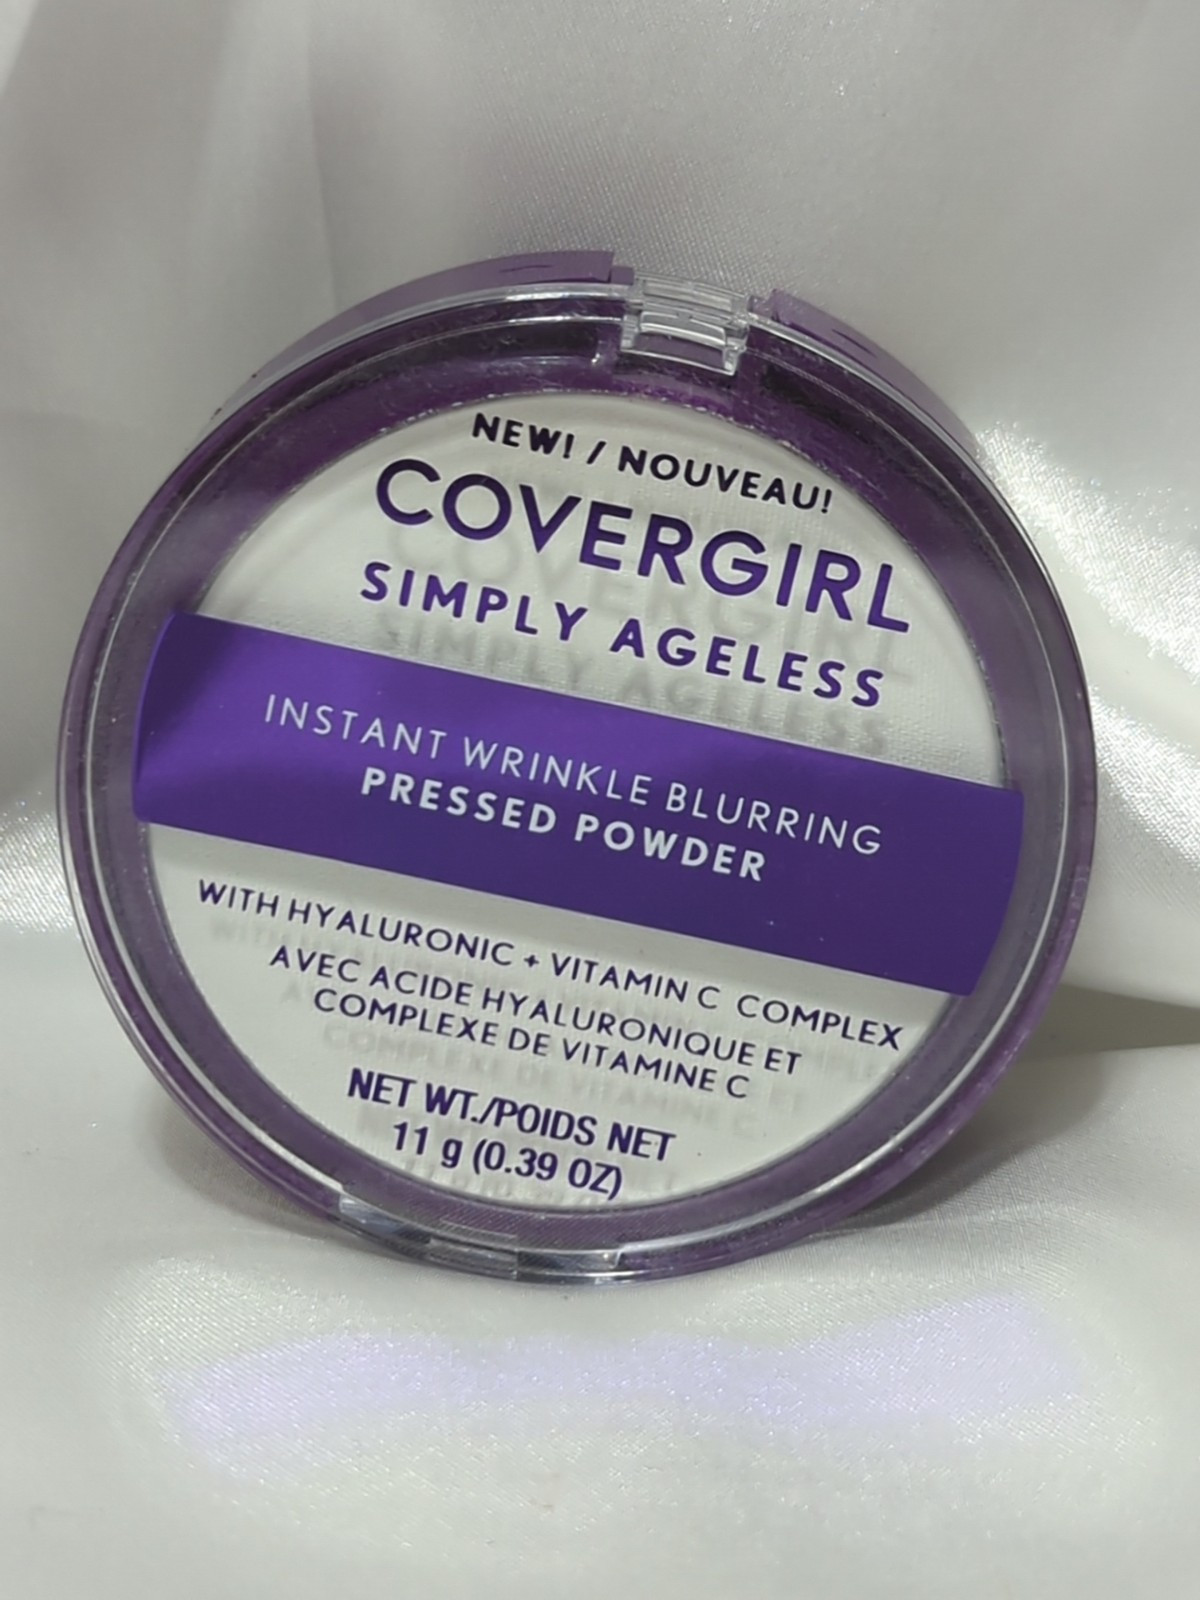 NEW! / NOUVEAU!
COVERGIRL
SIMPLY AGELESS
INSTANT WRINKLE BLURRING
PRESSED POWDER
WITH HYALURONIC + VITAMIN C COMPLEX
AVEC ACIDE HYALURONIQUE ET
COMPLEXE DE VITAMINE C
NET WT./POIDS NET
11 g (0.39 OZ)